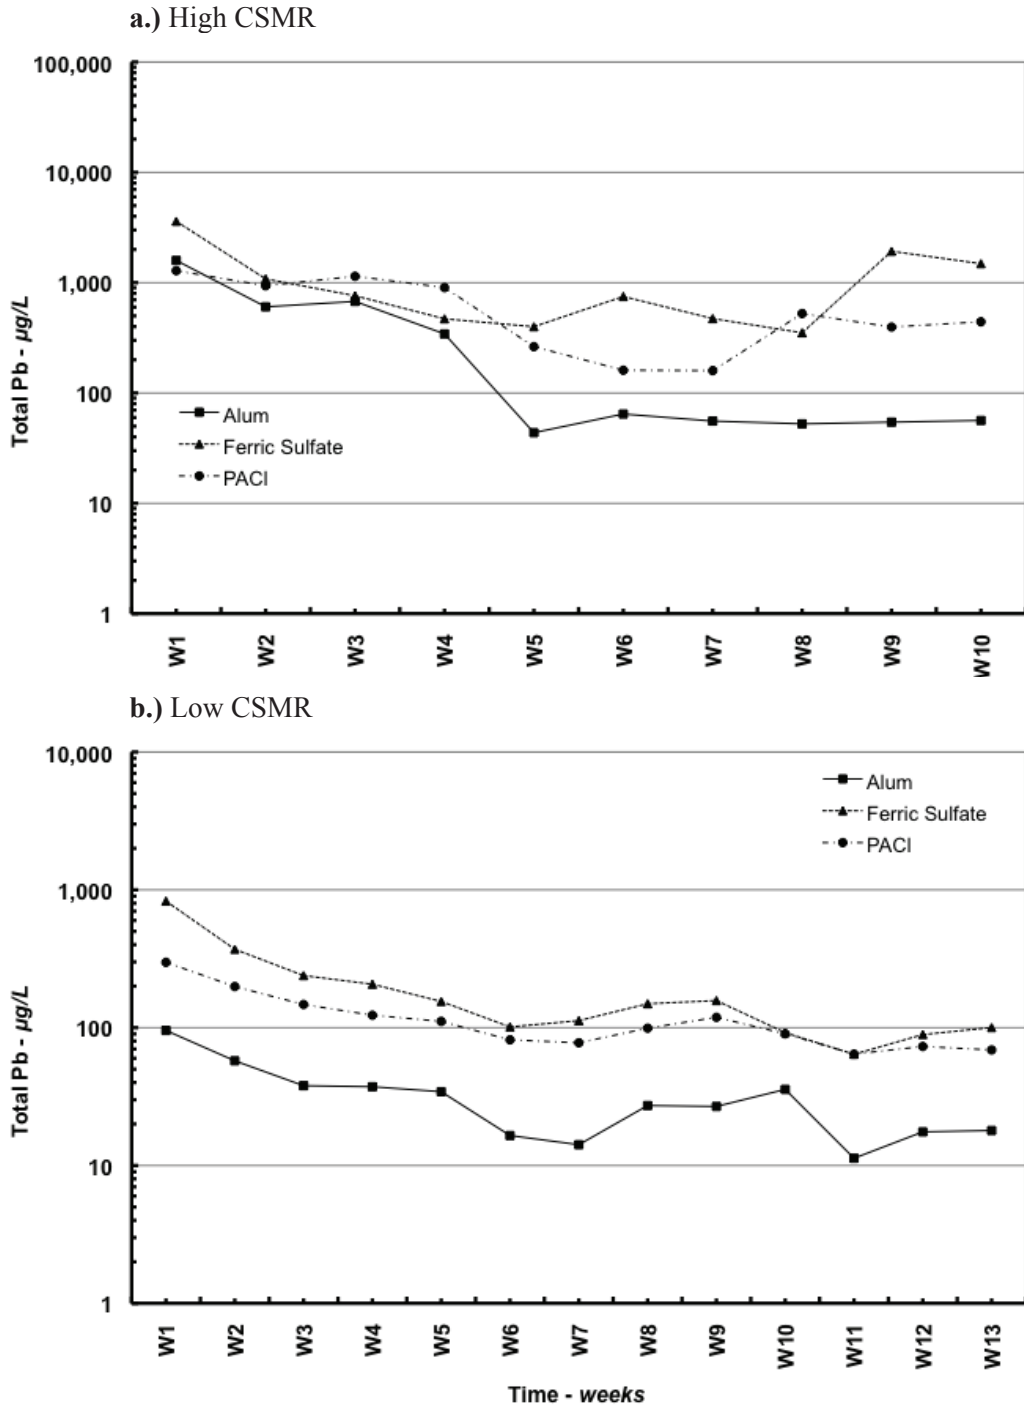 a.) High CSMR
100,000
10,000
1,000
100
10
1
Total Pb - µg/L
Alum
Ferric Sulfate
PACl
W1 W2 W3 W4 W5 W6 W7 W8 W9 W10
b.) Low CSMR
10,000
1,000
100
10
1
Total Pb - µg/L
Alum
Ferric Sulfate
PACl
W1 W2 W3 W4 W5 W6 W7 W8 W9 W10 W11 W12 W13
Time - weeks